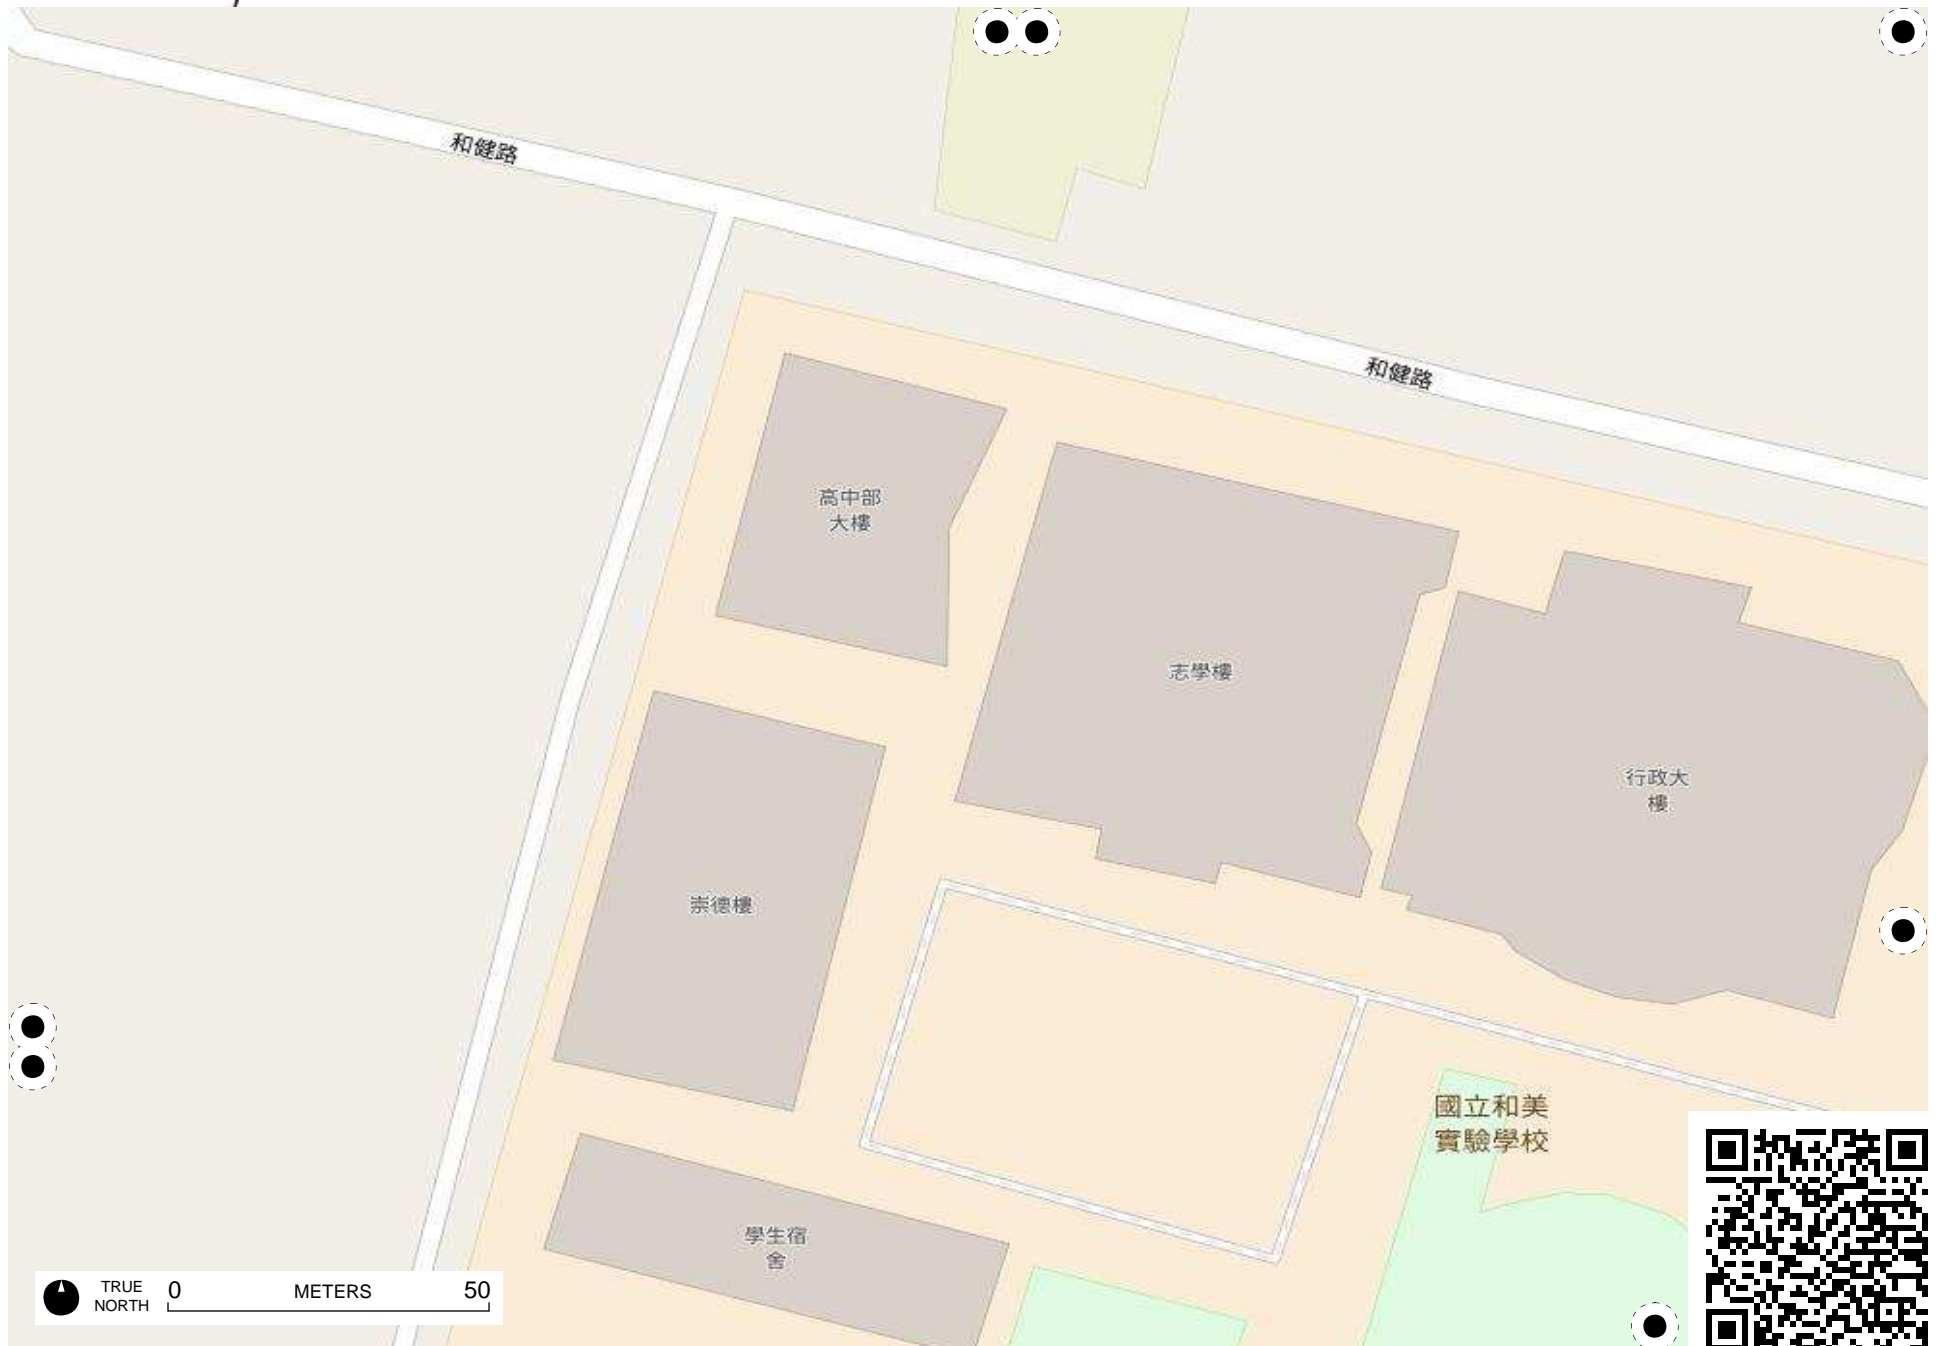 和健路
和健路
高中部
大樓
志學樓
行政大
樓
崇德樓
國立和美
實驗學校
學生宿
舍
TRUE
NORTH
0 METERS 50